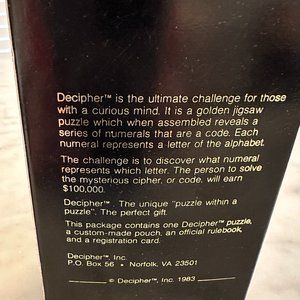 Decipher™ is the ultimate challenge for those
with a curious mind. It is a golden jigsaw
puzzle which when assembled reveals a
series of numerals that are a code. Each
numeral represents a letter of the alphabet.
The challenge is to discover what numeral
represents which letter. The person to solve
the mysterious cipher, or code, will earn
$100,000.
Decipher™. The unique "puzzle within a
puzzle". The perfect gift.
This package contains one Decipher™ puzzle,
a custom-made pouch, an official rulebook,
and a registration card.
Decipher, Inc.
P.O. Box 56 • Norfolk, VA 23501
© Decipher™, Inc. 1983